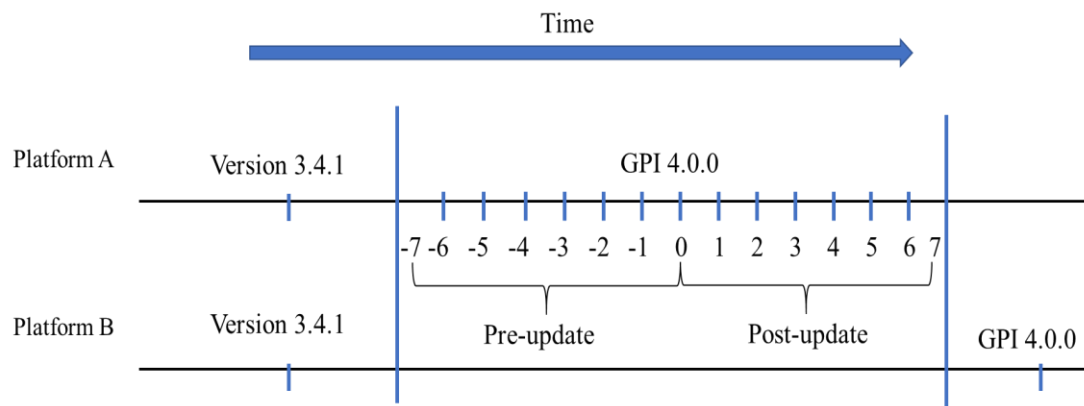 Time
Platform A
Version 3.4.1
GPI 4.0.0
-7 -6 -5 -4 -3 -2 -1 0 1 2 3 4 5 6 7
Platform B
Version 3.4.1
Pre-update
Post-update
GPI 4.0.0